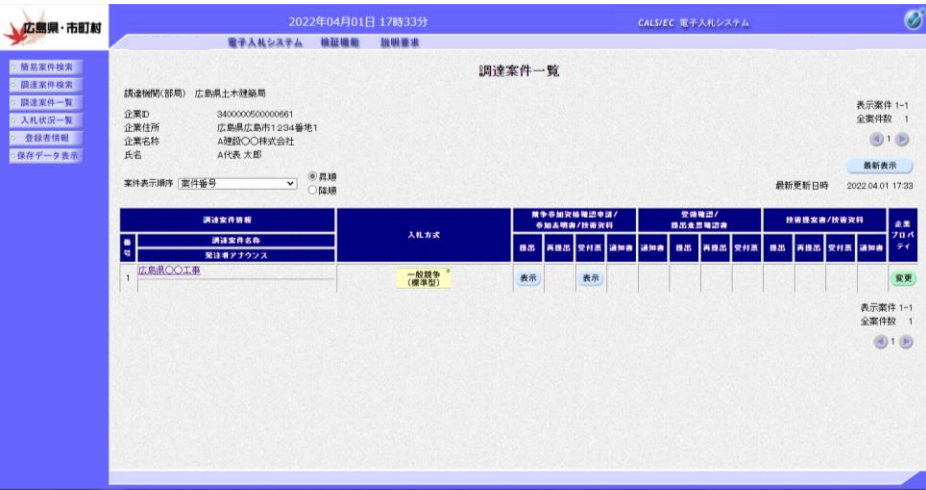 広島県・市町村
2022年04月01日 17時33分
CALS/EC 電子入札システム
電子入札システム 検証機能 説明要求
簡易案件検索
調達案件検索
調達案件一覧
入札状況一覧
登録者情報
保存データ表示
調達案件一覧
調達機関(部局) 広島県土木建築局
企業ID 3400000500000661
企業住所 広島県広島市1234番地1
企業名称 A建設〇〇株式会社
氏名 A代表 太郎
表示案件 1-1
全案件数 1
1
最新表示
案件表示順序 案件番号
昇順
降順
最新更新日時 2022.04.01 17:33
調達案件情報
番号
調達案件名称
発注者アナウンス
入札方式
競争参加資格確認申請/
参加表明書/技術資料
提出 再提出 受付票 通知書
受領確認/
提出意思確認書
通知書 提出 再提出 受付票
技術提案書/技術資料
提出 再提出 受付票 通知書
企業プロパティ
1 広島県〇〇工事
一般競争
(標準型)
表示 表示 変更
表示案件 1-1
全案件数 1
1